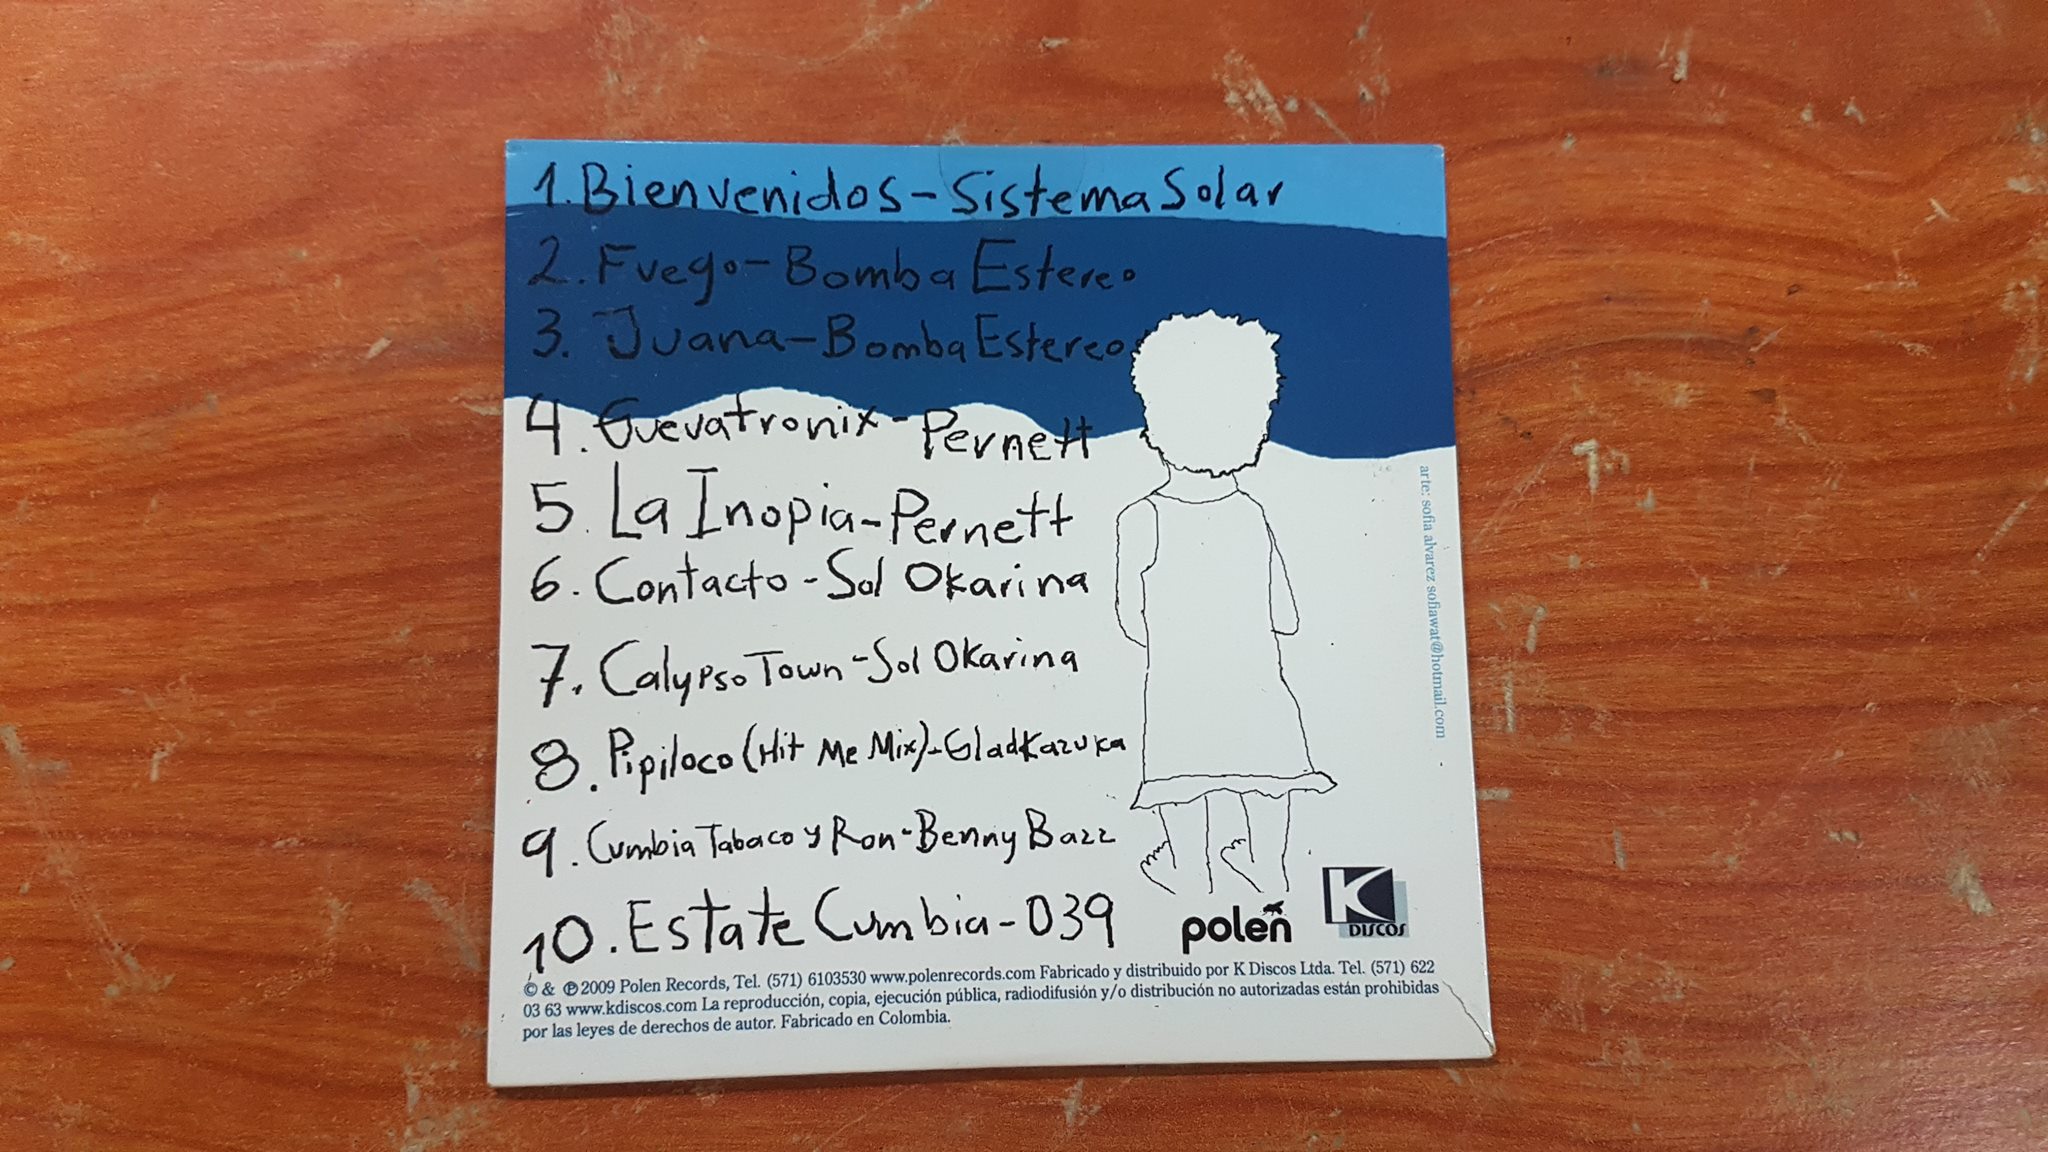 1. Bienvenidos - Sistema Solar
2. Fuego - Bomba Estereo
3. Juana - Bomba Estereo
4. Guevatronix - Pernett
5. La Inopia - Pernett
6. Contacto - Sol Okarina
7. Calypso Town - Sol Okarina
8. Pipiloco (Hit Me Mix) - Gladkazuka
9. Cumbia Tabaco y Ron - Benny Bazz
10. Estate Cumbia - 039
arte: sofia alvarez sofiawat@hotmail.com
polen
K
DISCOS
© & ℗ 2009 Polen Records, Tel. (571) 6103530 www.polenrecords.com Fabricado y distribuido por K Discos Ltda. Tel. (571) 622
03 63 www.kdiscos.com La reproducción, copia, ejecución pública, radiodifusión y/o distribución no autorizadas están prohibidas
por las leyes de derechos de autor. Fabricado en Colombia.